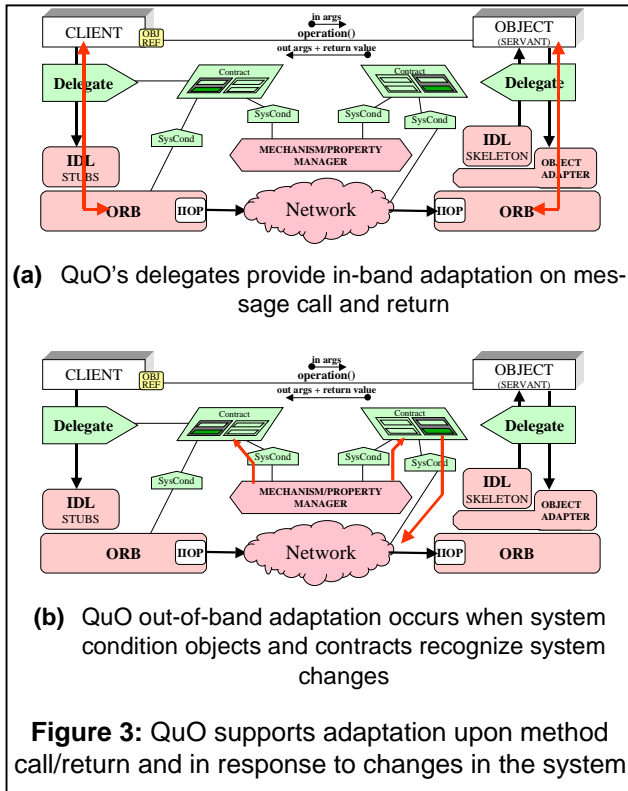 in args
CLIENT
OBJ
REF
operation()
OBJECT
(SERVANT)
out args + return value
Delegate
Contract
Contract
Delegate
SysCond
SysCond
SysCond
SysCond
MECHANISM/PROPERTY
MANAGER
IDL
STUBS
IDL
SKELETON
OBJECT
ADAPTER
ORB
IIOP
Network
IIOP
ORB
(a) QuO's delegates provide in-band adaptation on mes-
sage call and return
in args
CLIENT
OBJ
REF
operation()
OBJECT
(SERVANT)
out args + return value
Delegate
Contract
Contract
Delegate
SysCond
SysCond
SysCond
SysCond
MECHANISM/PROPERTY
MANAGER
IDL
STUBS
IDL
SKELETON
OBJECT
ADAPTER
ORB
IIOP
Network
IIOP
ORB
(b) QuO out-of-band adaptation occurs when system
condition objects and contracts recognize system
changes
Figure 3: QuO supports adaptation upon method
call/return and in response to changes in the system